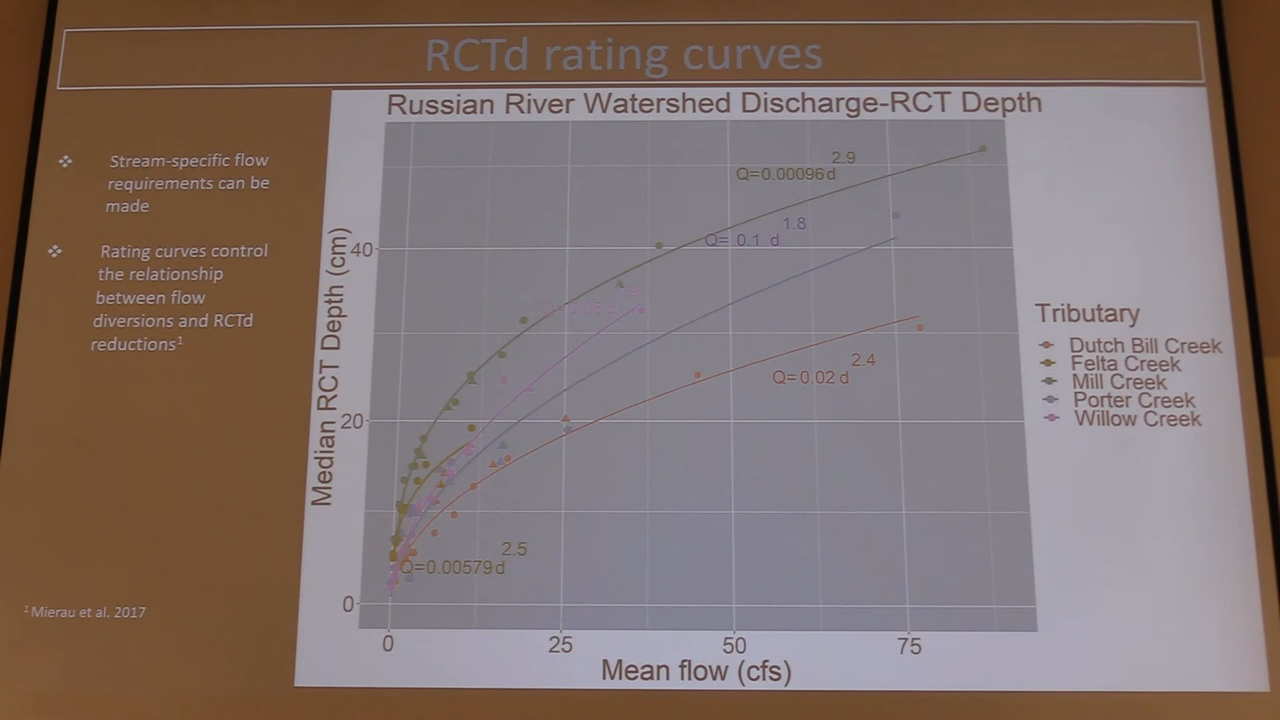 RCTd rating curves
❖ Stream-specific flow
requirements can be
made
❖ Rating curves control
the relationship
between flow
diversions and RCTd
reductions¹
¹Mierau et al. 2017
Russian River Watershed Discharge-RCT Depth
Median RCT Depth (cm)
40
20
0
Q=0.00096d 2.9
Q= 0.1 d 1.8
Q=0.02 d 2.4
Q=0.00579d 2.5
0 25 50 75
Mean flow (cfs)
Tributary
Dutch Bill Creek
Felta Creek
Mill Creek
Porter Creek
Willow Creek